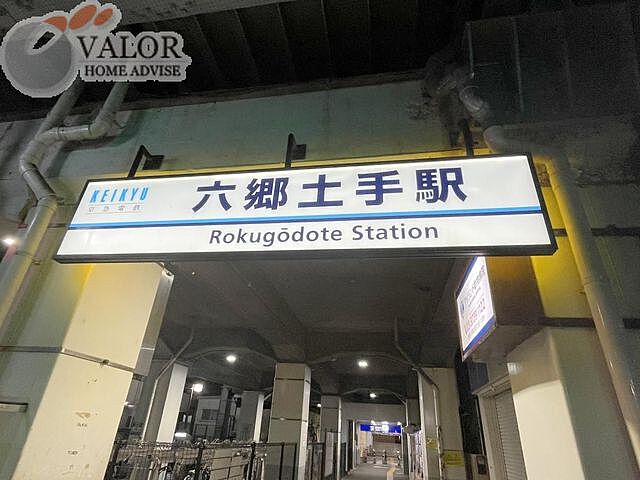 VALOR
HOME ADVISE
KEIKYU
京急電鉄
六郷土手駅
Rokugōdote Station